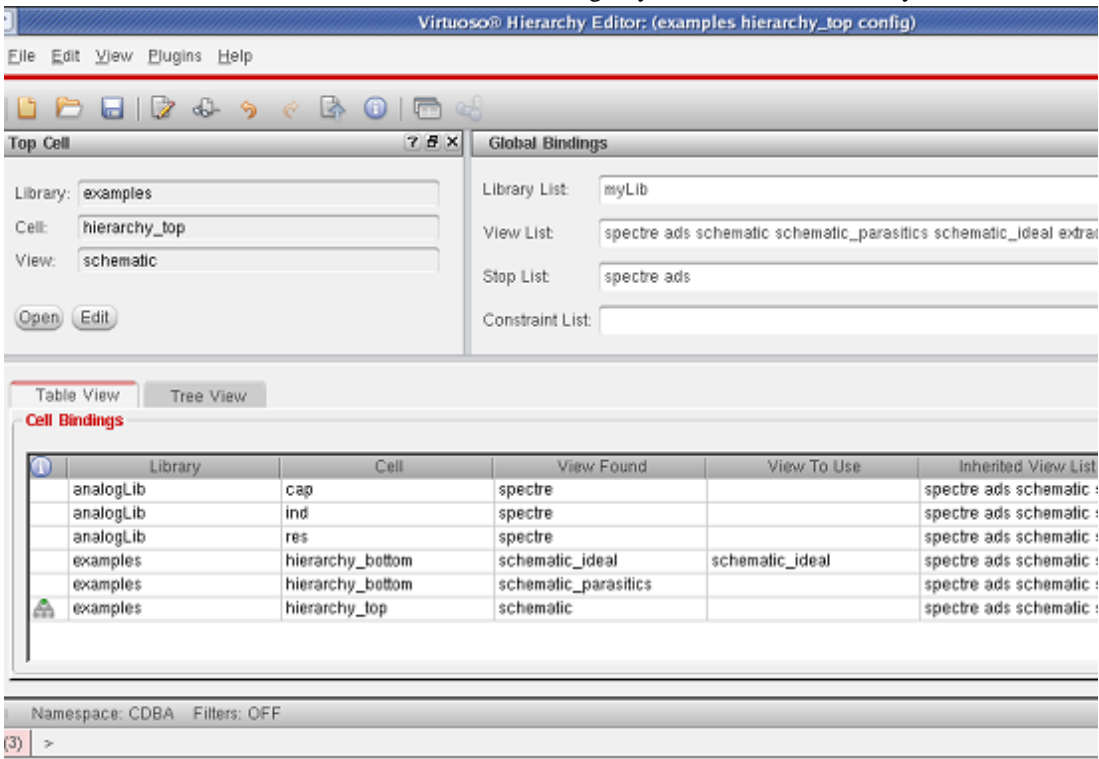 Virtuoso® Hierarchy Editor: (examples hierarchy_top config)
File Edit View Plugins Help
Top Cell
Library: examples
Cell: hierarchy_top
View: schematic
Open Edit
Global Bindings
Library List: myLib
View List: spectre ads schematic schematic_parasitics schematic_ideal extrac
Stop List: spectre ads
Constraint List:
Table View Tree View
Cell Bindings
Library Cell View Found View To Use Inherited View List
analogLib cap spectre spectre ads schematic s
analogLib ind spectre spectre ads schematic s
analogLib res spectre spectre ads schematic s
examples hierarchy_bottom schematic_ideal schematic_ideal spectre ads schematic s
examples hierarchy_bottom schematic_parasitics spectre ads schematic s
examples hierarchy_top schematic spectre ads schematic s
Namespace: CDBA Filters: OFF
(3) >